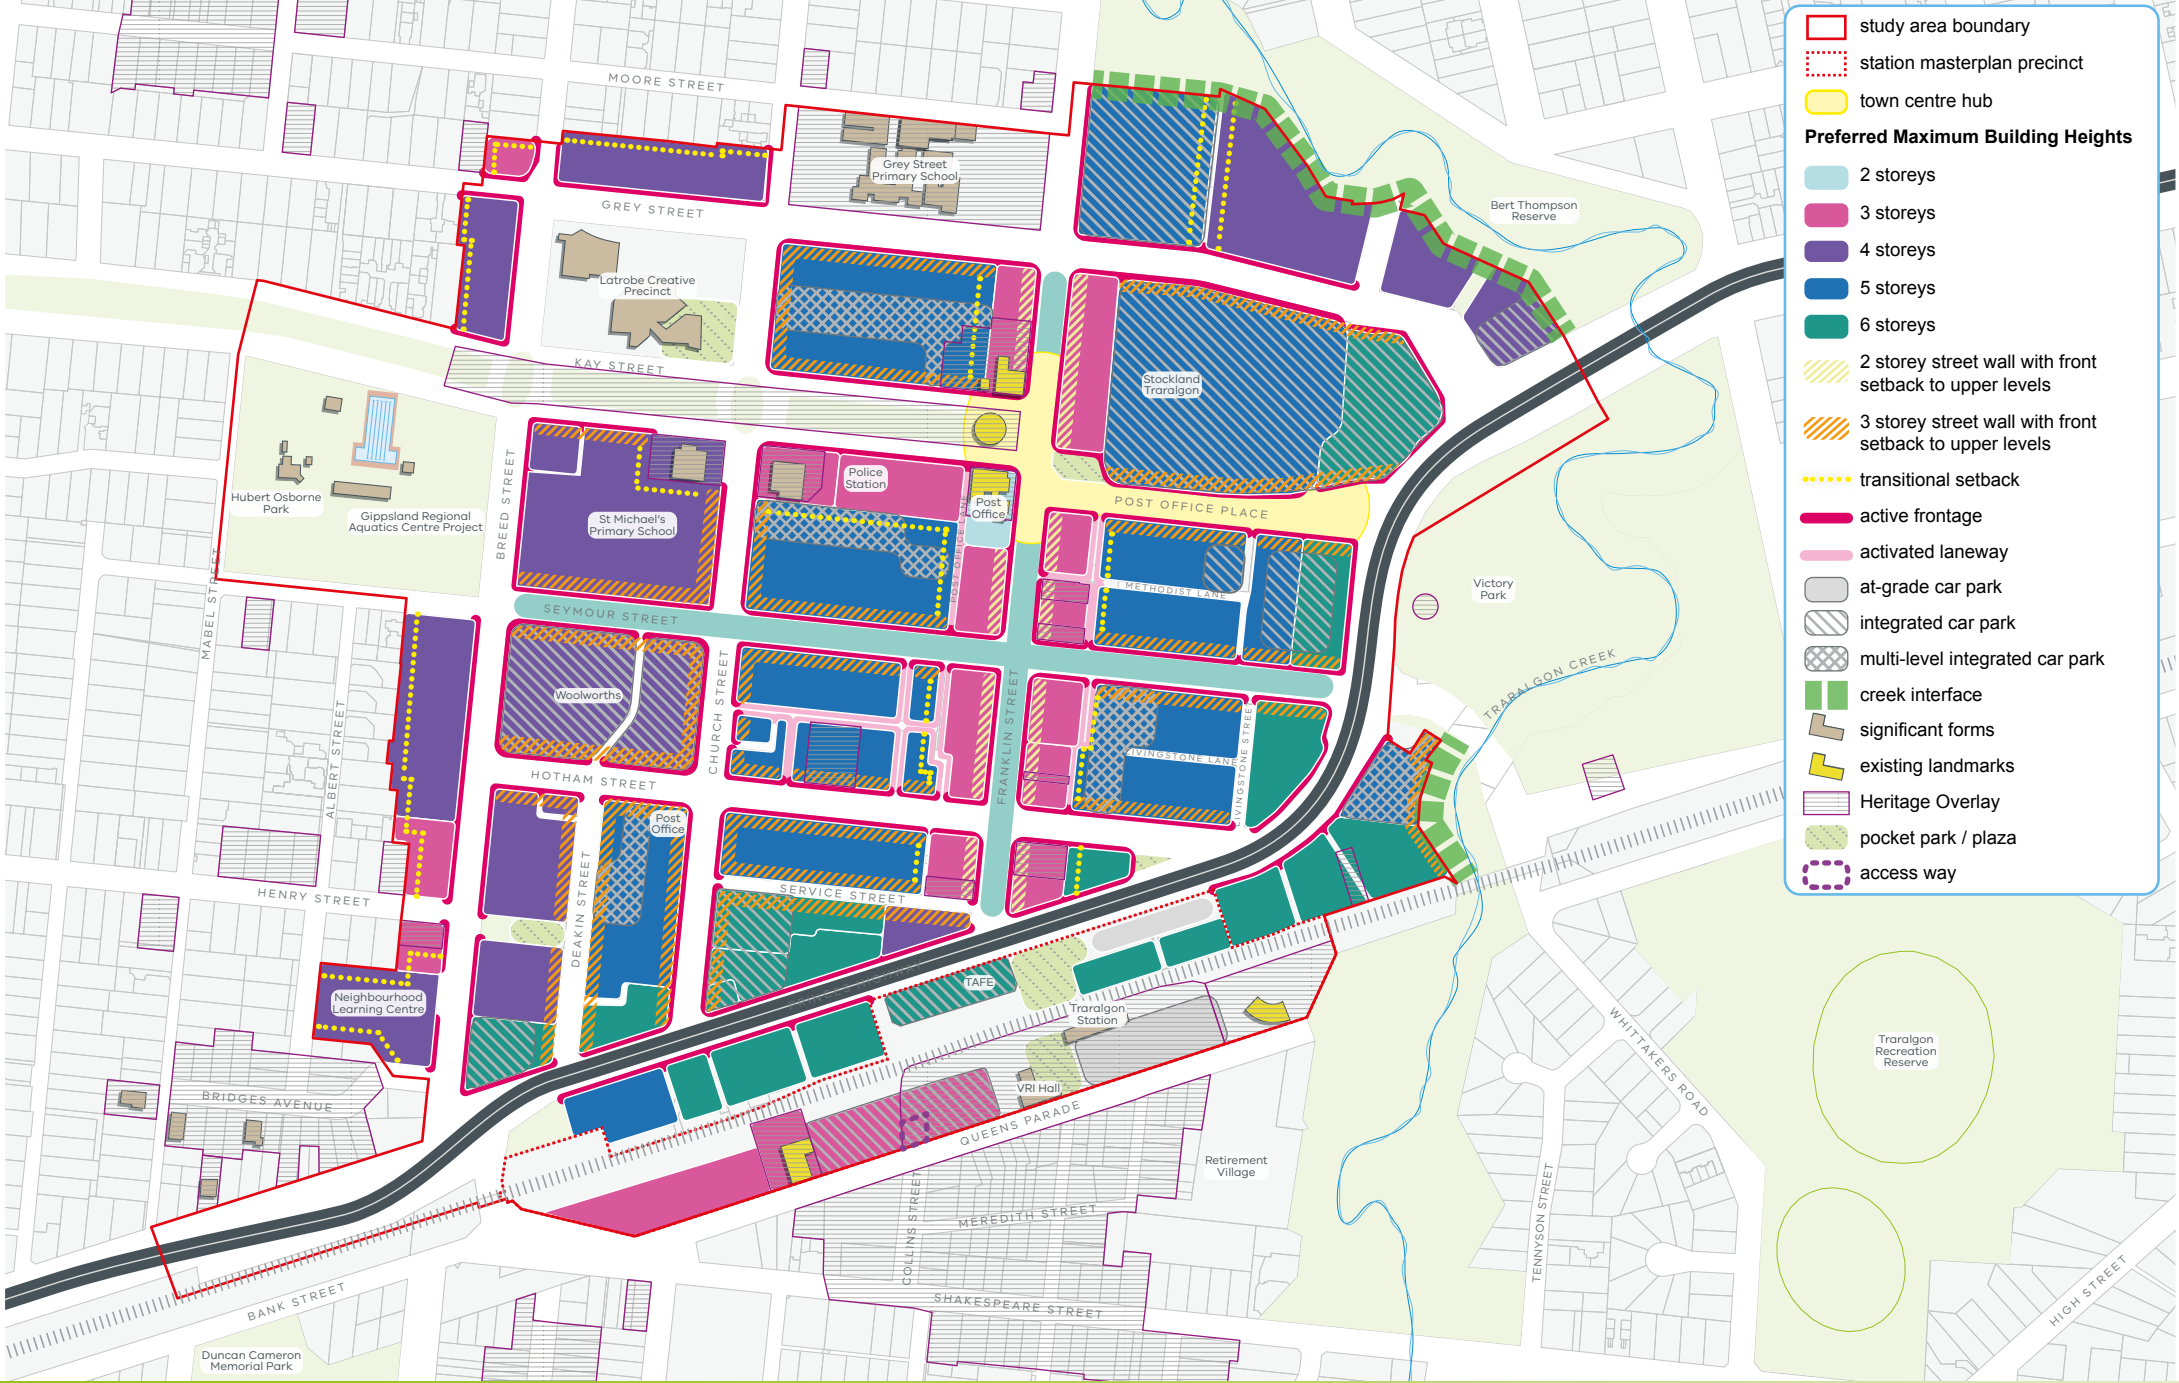 study area boundary
station masterplan precinct
town centre hub
Preferred Maximum Building Heights
2 storeys
3 storeys
4 storeys
5 storeys
6 storeys
2 storey street wall with front
setback to upper levels
3 storey street wall with front
setback to upper levels
transitional setback
active frontage
activated laneway
at-grade car park
integrated car park
multi-level integrated car park
creek interface
significant forms
existing landmarks
Heritage Overlay
pocket park / plaza
access way
MOORE STREET
Grey Street
Primary School
GREY STREET
Bert Thompson
Reserve
Latrobe Creative
Precinct
KAY STREET
Stockland
Traralgon
Hubert Osborne
Park
Gippsland Regional
Aquatics Centre Project
BREED STREET
St Michael's
Primary School
Police
Station
Post
Office
POST OFFICE LANE
POST OFFICE PLACE
METHODIST LANE
Victory
Park
MABEL STREET
SEYMOUR STREET
TRARALGON CREEK
Woolworths
CHURCH STREET
FRANKLIN STREET
LIVINGSTONE LANE
LIVINGSTONE STREET
ALBERT STREET
HOTHAM STREET
Post
Office
HENRY STREET
DEAKIN STREET
SERVICE STREET
PRINCES HIGHWAY
TAFE
Neighbourhood
Learning Centre
Traralgon
Station
VRI Hall
QUEENS PARADE
BRIDGES AVENUE
WHITTAKERS ROAD
Traralgon
Recreation
Reserve
Retirement
Village
COLLINS STREET
MEREDITH STREET
TENNYSON STREET
SHAKESPEARE STREET
BANK STREET
HIGH STREET
Duncan Cameron
Memorial Park